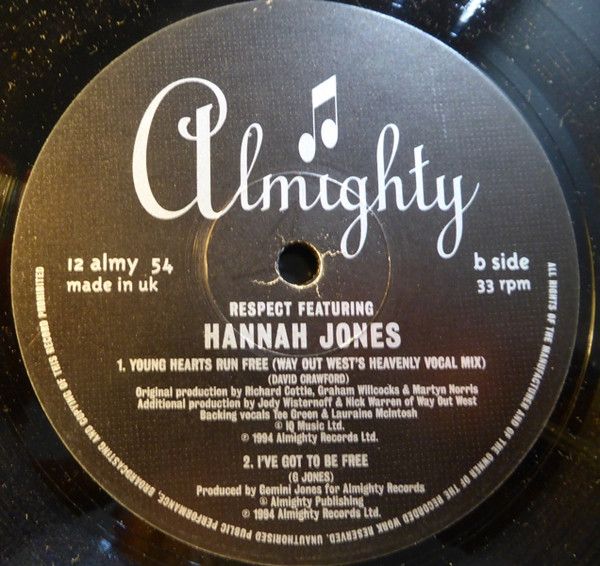 Almighty
12 almy 54
made in uk
b side
33 rpm
RESPECT FEATURING
HANNAH JONES
1. YOUNG HEARTS RUN FREE (WAY OUT WEST'S HEAVENLY VOCAL MIX)
(DAVID CRAWFORD)
Original production by Richard Cottle, Graham Willcocks & Martyn Norris
Additional production by Jody Wisternoff & Nick Warren of Way Out West
Backing vocals Tee Green & Lauraine McIntosh
© IQ Music Ltd.
℗ 1994 Almighty Records Ltd.
2. I'VE GOT TO BE FREE
(G JONES)
Produced by Gemini Jones for Almighty Records
© Almighty Publishing
℗ 1994 Almighty Records Ltd.
ALL RIGHTS OF THE MANUFACTURER AND OF THE OWNER OF THE RECORDED WORK RESERVED. UNAUTHORISED PUBLIC PERFORMANCE, BROADCASTING AND COPYING OF THIS RECORD PROHIBITED